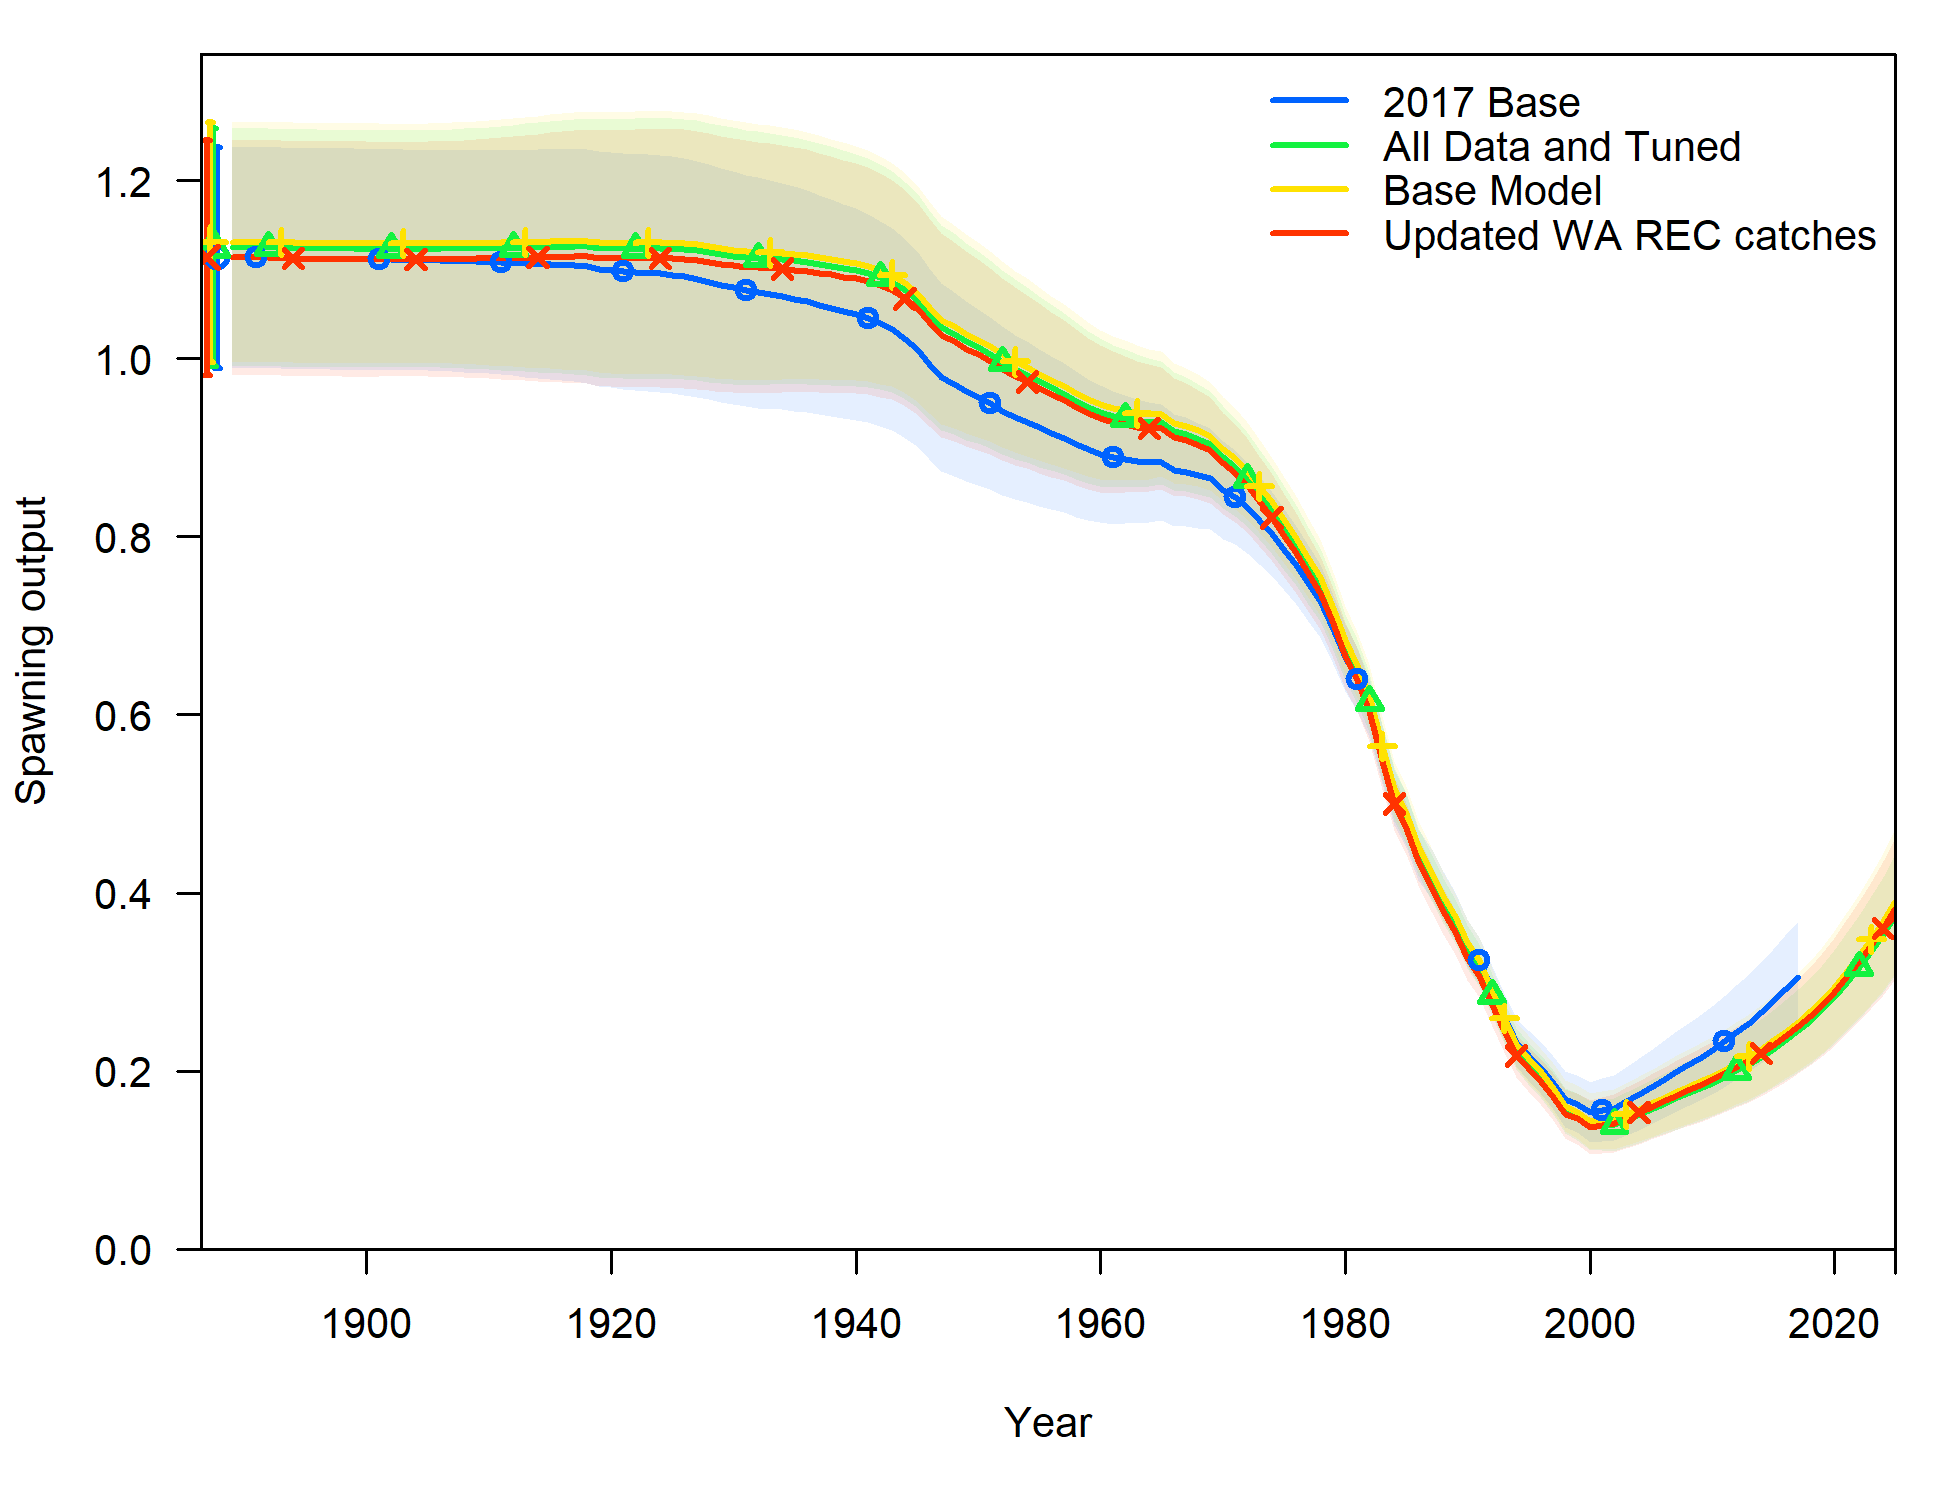 2017 Base
All Data and Tuned
Base Model
Updated WA REC catches
Spawning output
1.2
1.0
0.8
0.6
0.4
0.2
0.0
1900 1920 1940 1960 1980 2000 2020
Year